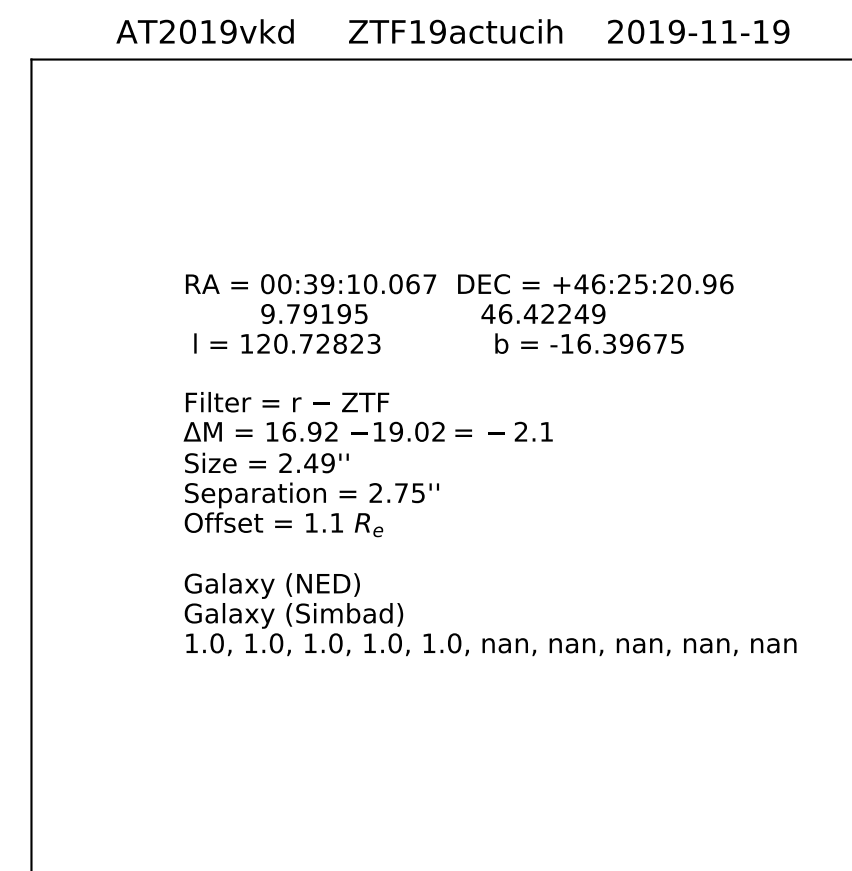 AT2019vkd ZTF19actucih 2019-11-19
RA = 00:39:10.067 DEC = +46:25:20.96
9.79195 46.42249
l = 120.72823 b = -16.39675
Filter = r − ZTF
ΔM = 16.92 −19.02 = − 2.1
Size = 2.49''
Separation = 2.75''
Offset = 1.1 Re
Galaxy (NED)
Galaxy (Simbad)
1.0, 1.0, 1.0, 1.0, 1.0, nan, nan, nan, nan, nan